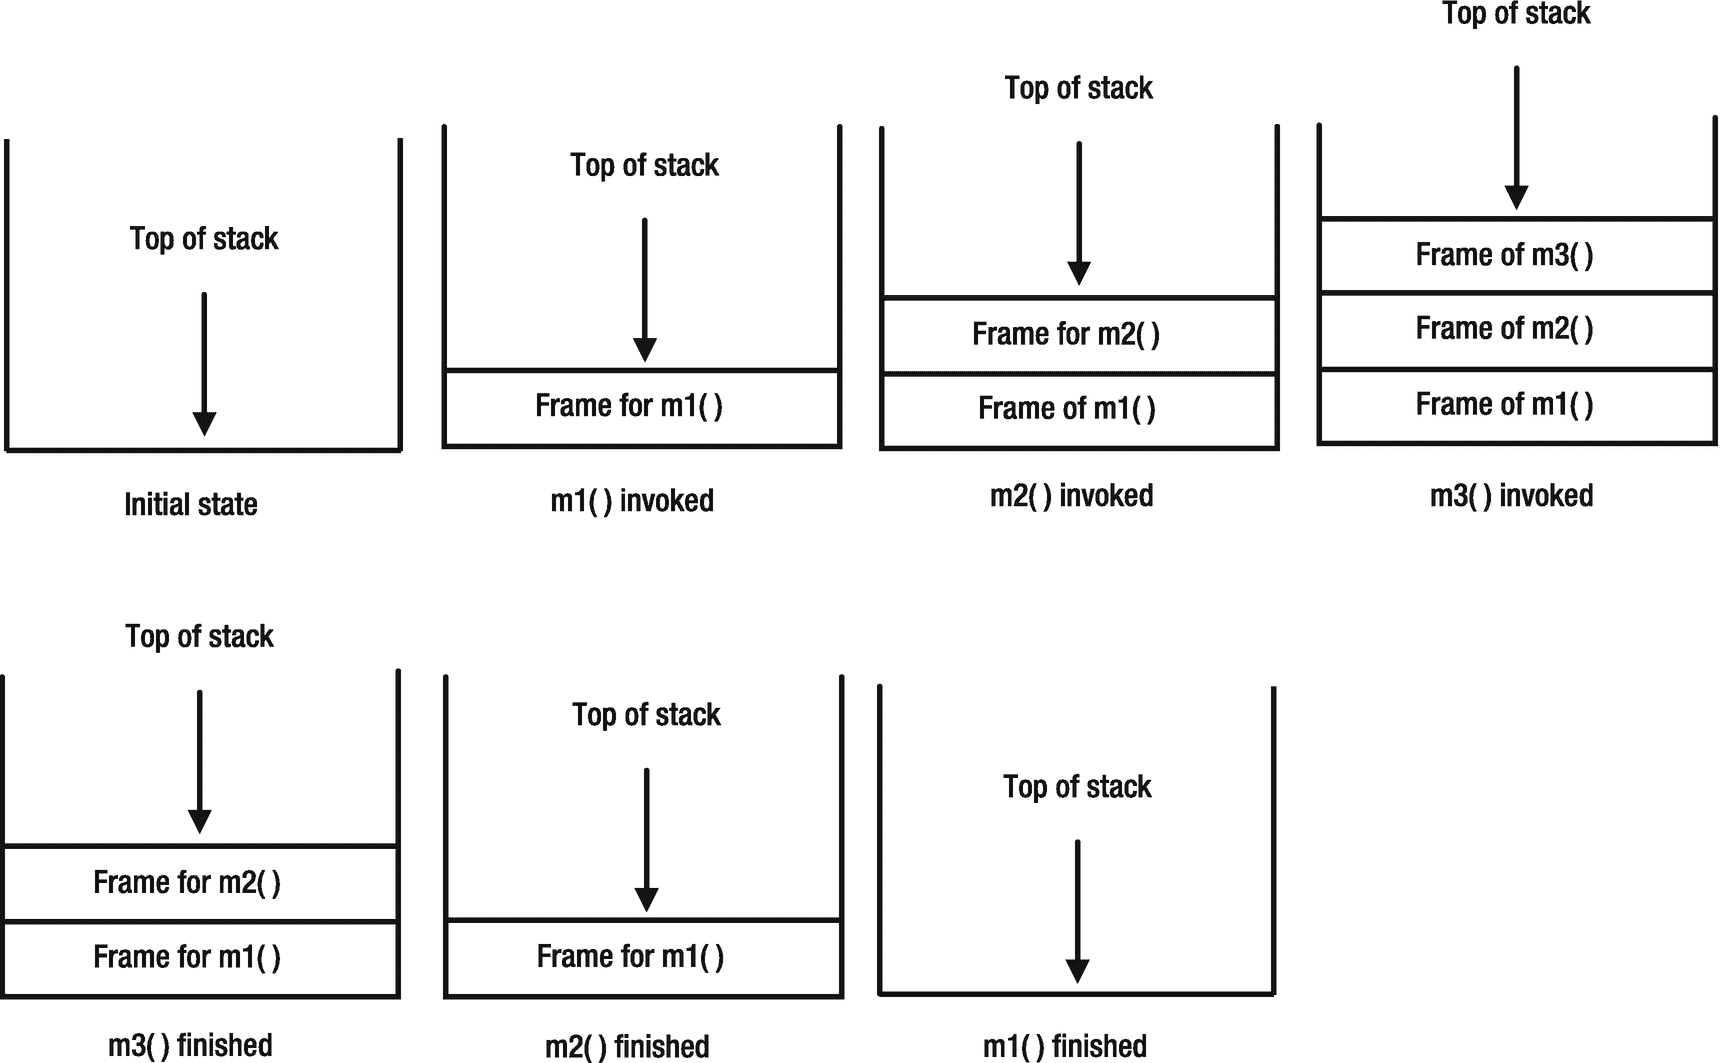 Top of stack
Initial state
Top of stack
Frame for m1( )
m1( ) invoked
Top of stack
Frame for m2( )
Frame of m1( )
m2( ) invoked
Top of stack
Frame of m3( )
Frame of m2( )
Frame of m1( )
m3( ) invoked
Top of stack
Frame for m2( )
Frame for m1( )
m3( ) finished
Top of stack
Frame for m1( )
m2( ) finished
Top of stack
m1( ) finished